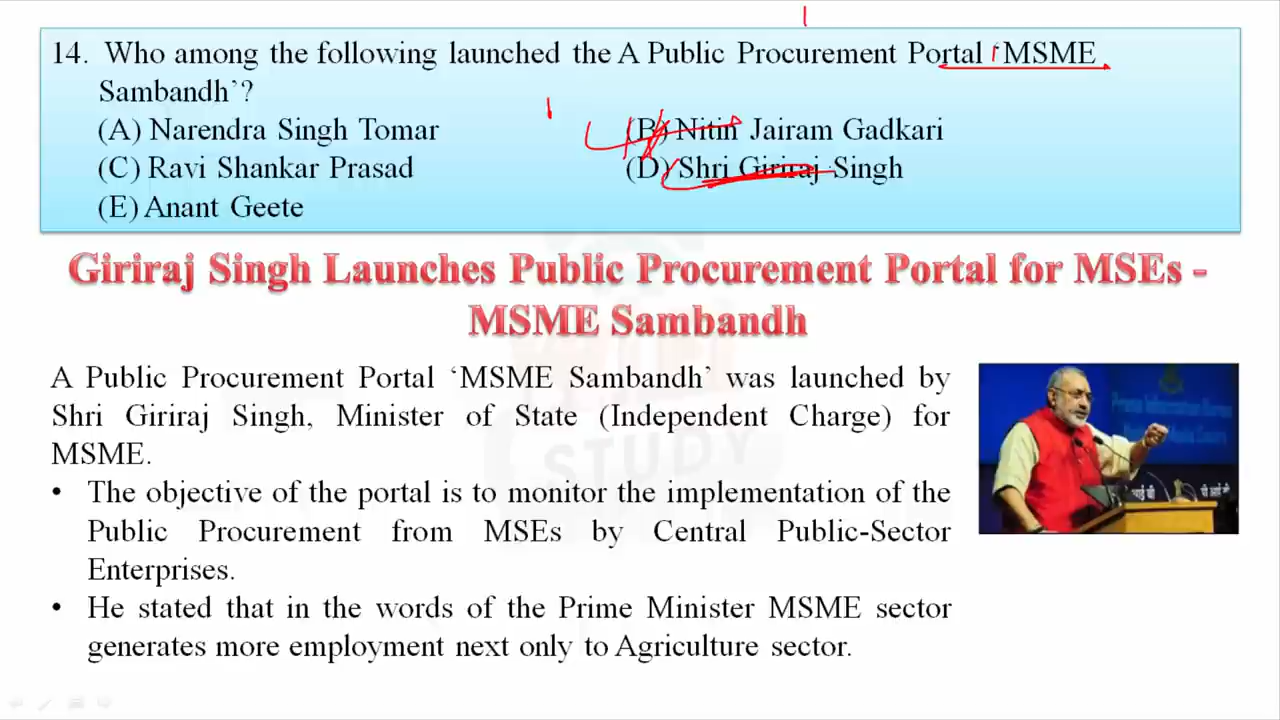 14. Who among the following launched the A Public Procurement Portal ‘MSME
Sambandh’?
(A) Narendra Singh Tomar
(B) Nitin Jairam Gadkari
(C) Ravi Shankar Prasad
(D) Shri Giriraj Singh
(E) Anant Geete
Giriraj Singh Launches Public Procurement Portal for MSEs -
MSME Sambandh
A Public Procurement Portal ‘MSME Sambandh’ was launched by
Shri Giriraj Singh, Minister of State (Independent Charge) for
MSME.
• The objective of the portal is to monitor the implementation of the
Public Procurement from MSEs by Central Public-Sector
Enterprises.
• He stated that in the words of the Prime Minister MSME sector
generates more employment next only to Agriculture sector.
STUDY